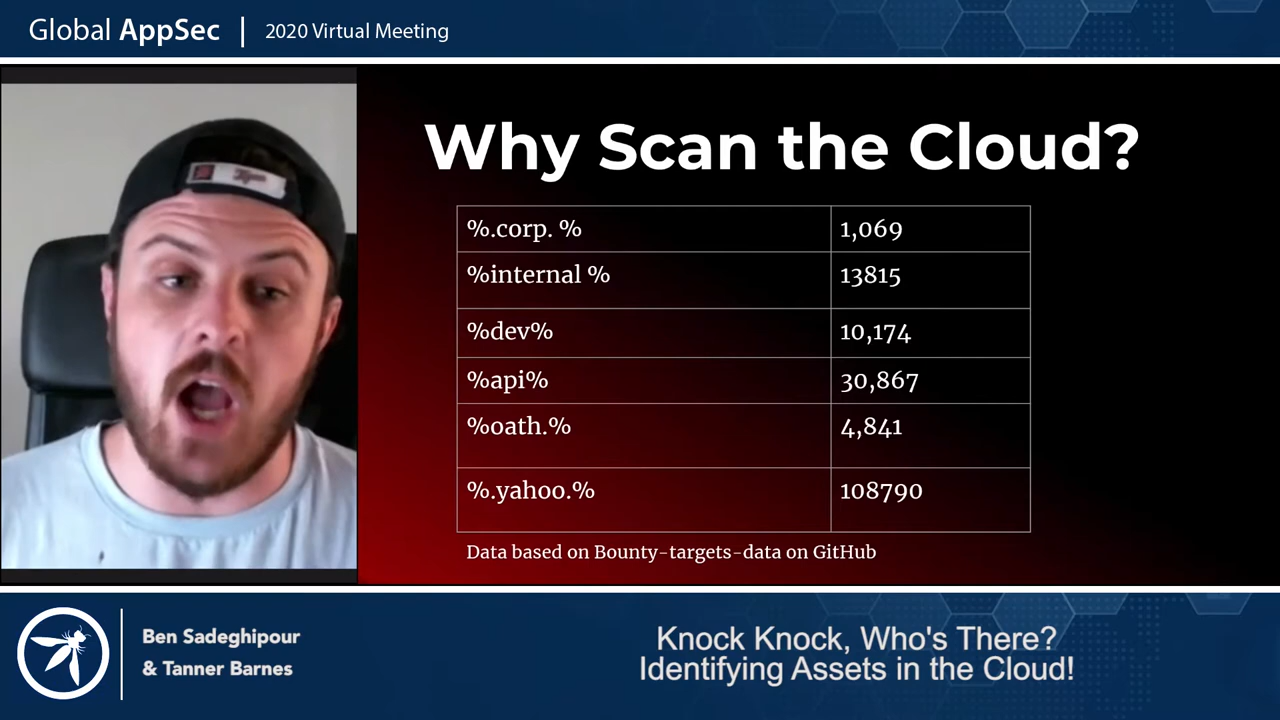 Global AppSec | 2020 Virtual Meeting
Why Scan the Cloud?
%.corp. % 1,069
%internal % 13815
%dev% 10,174
%api% 30,867
%oath.% 4,841
%.yahoo.% 108790
Data based on Bounty-targets-data on GitHub
Ben Sadeghipour
& Tanner Barnes
Knock Knock, Who's There?
Identifying Assets in the Cloud!